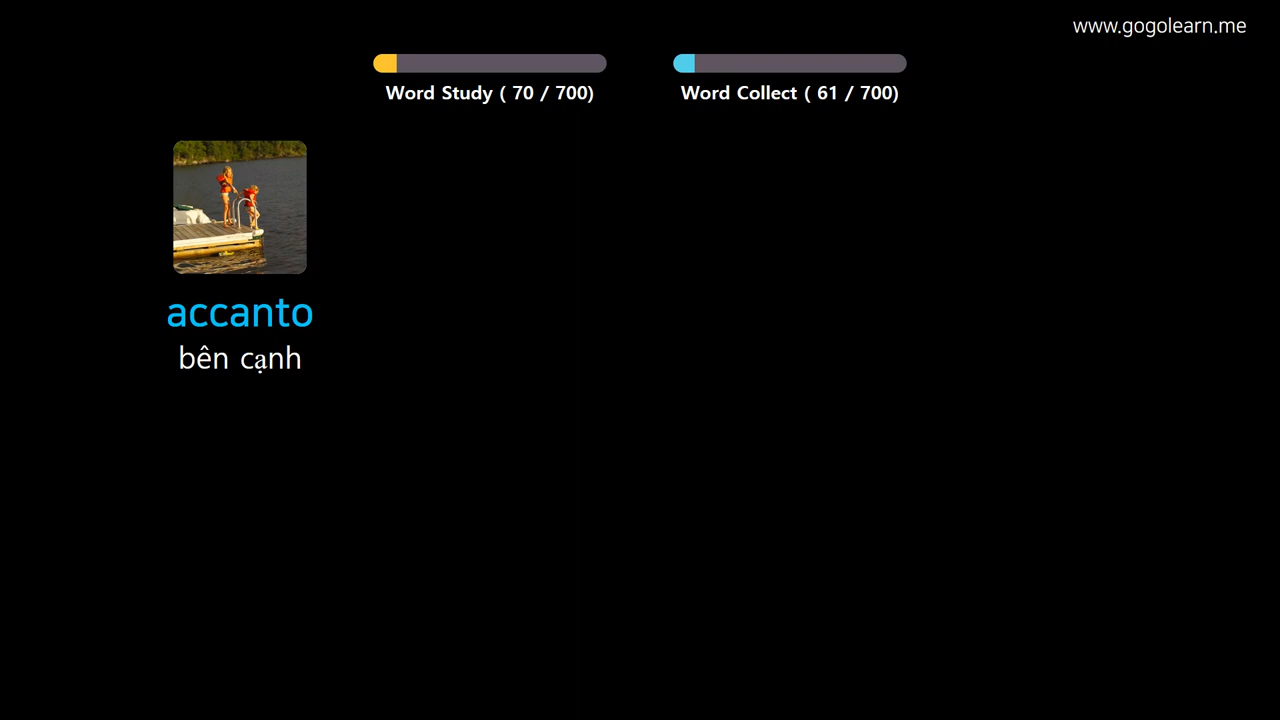 www.gogolearn.me
Word Study ( 70 / 700)
Word Collect ( 61 / 700)
accanto
bên cạnh